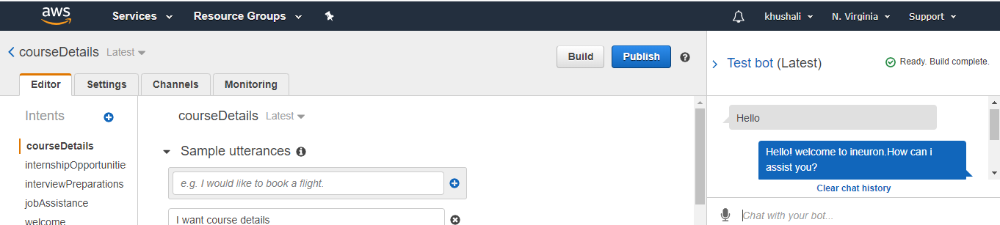 aws Services Resource Groups khushali N. Virginia Support
courseDetails Latest
Build Publish ?
Editor Settings Channels Monitoring
Intents
courseDetails
internshipOpportunitie
interviewPreparations
jobAssistance
welcome
courseDetails Latest
Sample utterances
e.g. I would like to book a flight.
I want course details
Test bot (Latest)
Ready. Build complete.
Hello
Hello! welcome to ineuron.How can i
assist you?
Clear chat history
Chat with your bot...